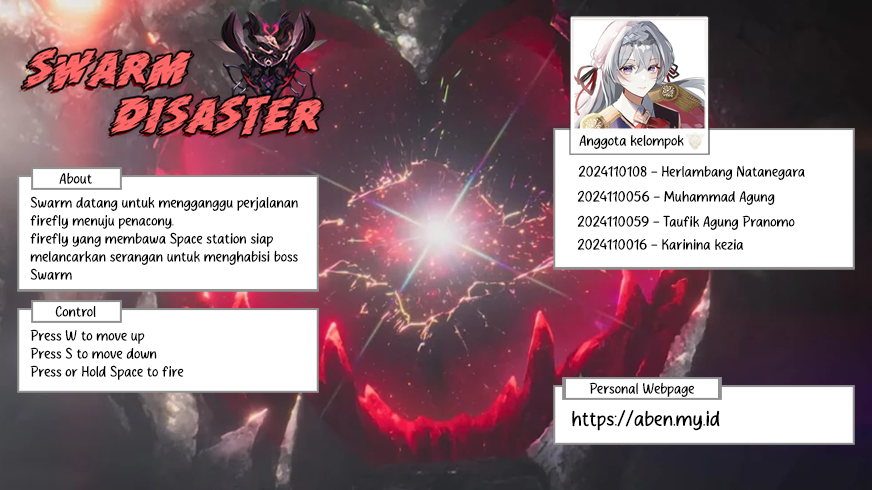 SWARM
DISASTER
About
Swarm datang untuk mengganggu perjalanan
firefly menuju penacony.
firefly yang membawa Space station siap
melancarkan serangan untuk menghabisi boss
Swarm
Control
Press W to move up
Press S to move down
Press or Hold Space to fire
Anggota kelompok
2024110108 - Herlambang Natanegara
2024110056 - Muhammad Agung
2024110059 - Taufik Agung Pranomo
2024110016 - Karinina kezia
Personal Webpage
https://aben.my.id